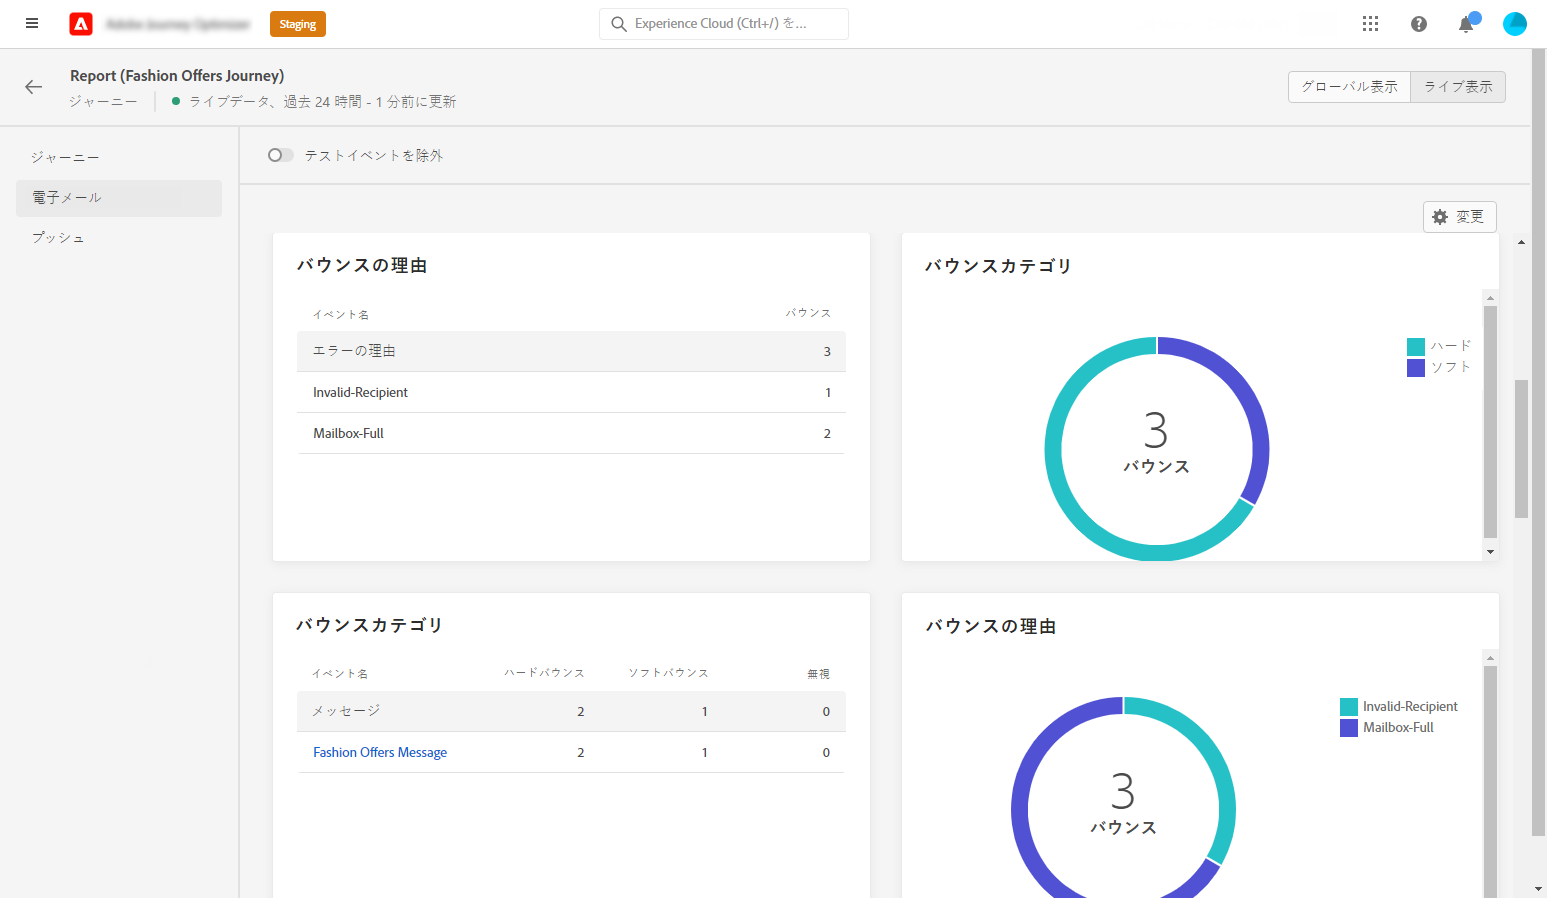 Staging
Experience Cloud (Ctrl+/) を...
Report (Fashion Offers Journey)
ジャーニー
ライブデータ、過去 24 時間 - 1 分前に更新
グローバル表示
ライブ表示
ジャーニー
電子メール
プッシュ
テストイベントを除外
変更
バウンスの理由
イベント名 バウンス
エラーの理由 3
Invalid-Recipient 1
Mailbox-Full 2
バウンスカテゴリ
ハード
ソフト
3
バウンス
バウンスカテゴリ
イベント名 ハードバウンス ソフトバウンス 無視
メッセージ 2 1 0
Fashion Offers Message 2 1 0
バウンスの理由
Invalid-Recipient
Mailbox-Full
3
バウンス